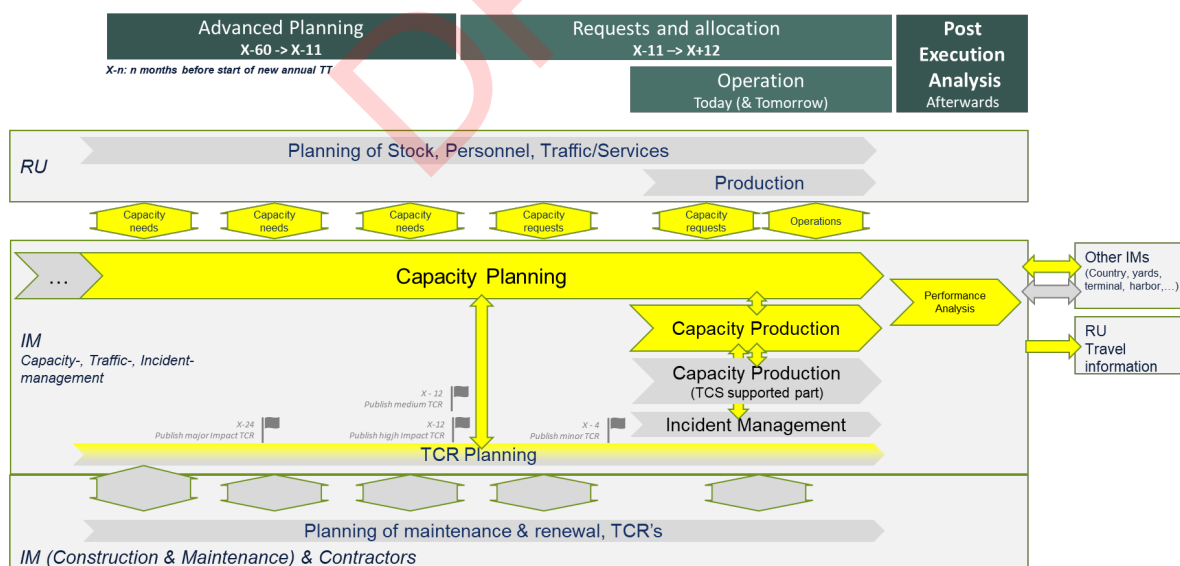 Advanced Planning
X-60 -> X-11
Requests and allocation
X-11 –> X+12
Post
Execution
Analysis
Afterwards
X-n: n months before start of new annual TT
Operation
Today (& Tomorrow)
RU
Planning of Stock, Personnel, Traffic/Services
Production
Capacity
needs
Capacity
needs
Capacity
needs
Capacity
requests
Capacity
requests
Operations
...
Capacity Planning
Performance
Analysis
Other IMs
(Country, yards,
terminal, harbor,…)
Capacity Production
IM
Capacity-, Traffic-, Incident-
management
RU
Travel
information
Capacity Production
(TCS supported part)
X - 12
Publish medium TCR
X-24
Publish major Impact TCR
X-12
Publish higjh Impact TCR
X - 4
Publish minor TCR
Incident Management
TCR Planning
Planning of maintenance & renewal, TCR's
IM (Construction & Maintenance) & Contractors